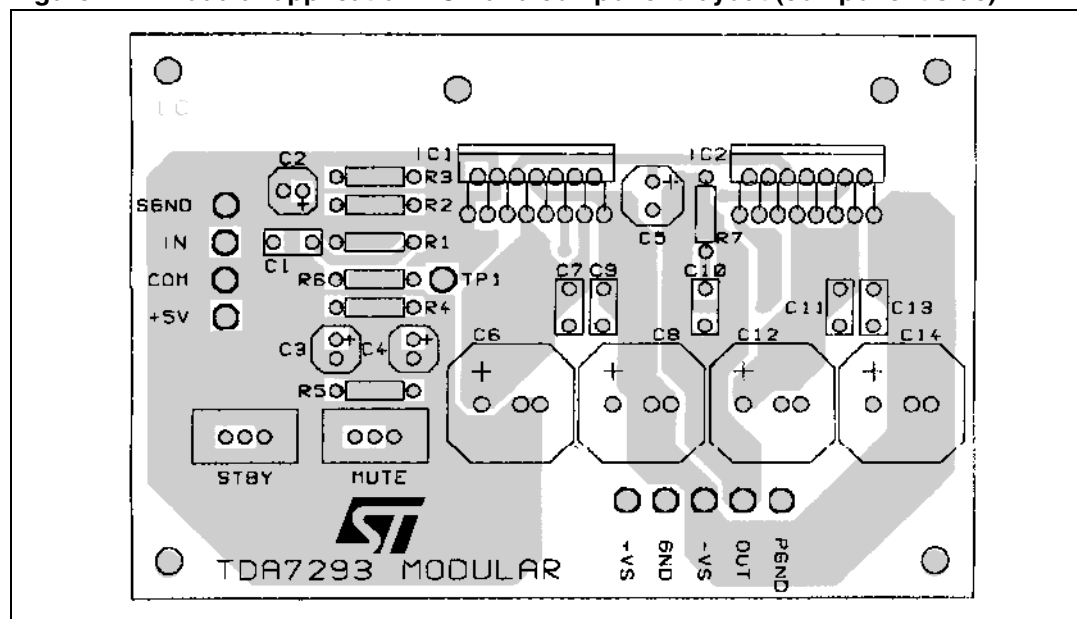 IC1
IC2
C2
R3
SGND
R2
C5
R7
IN
C1
R1
C7 C9
C10
COM
R6
TP1
+5V
R4
C11
C13
C3
C4
C6
C8
C12
C14
R5
STBY
MUTE
ST
+VS
GND
-VS
OUT
PGND
TDA7293 MODULAR